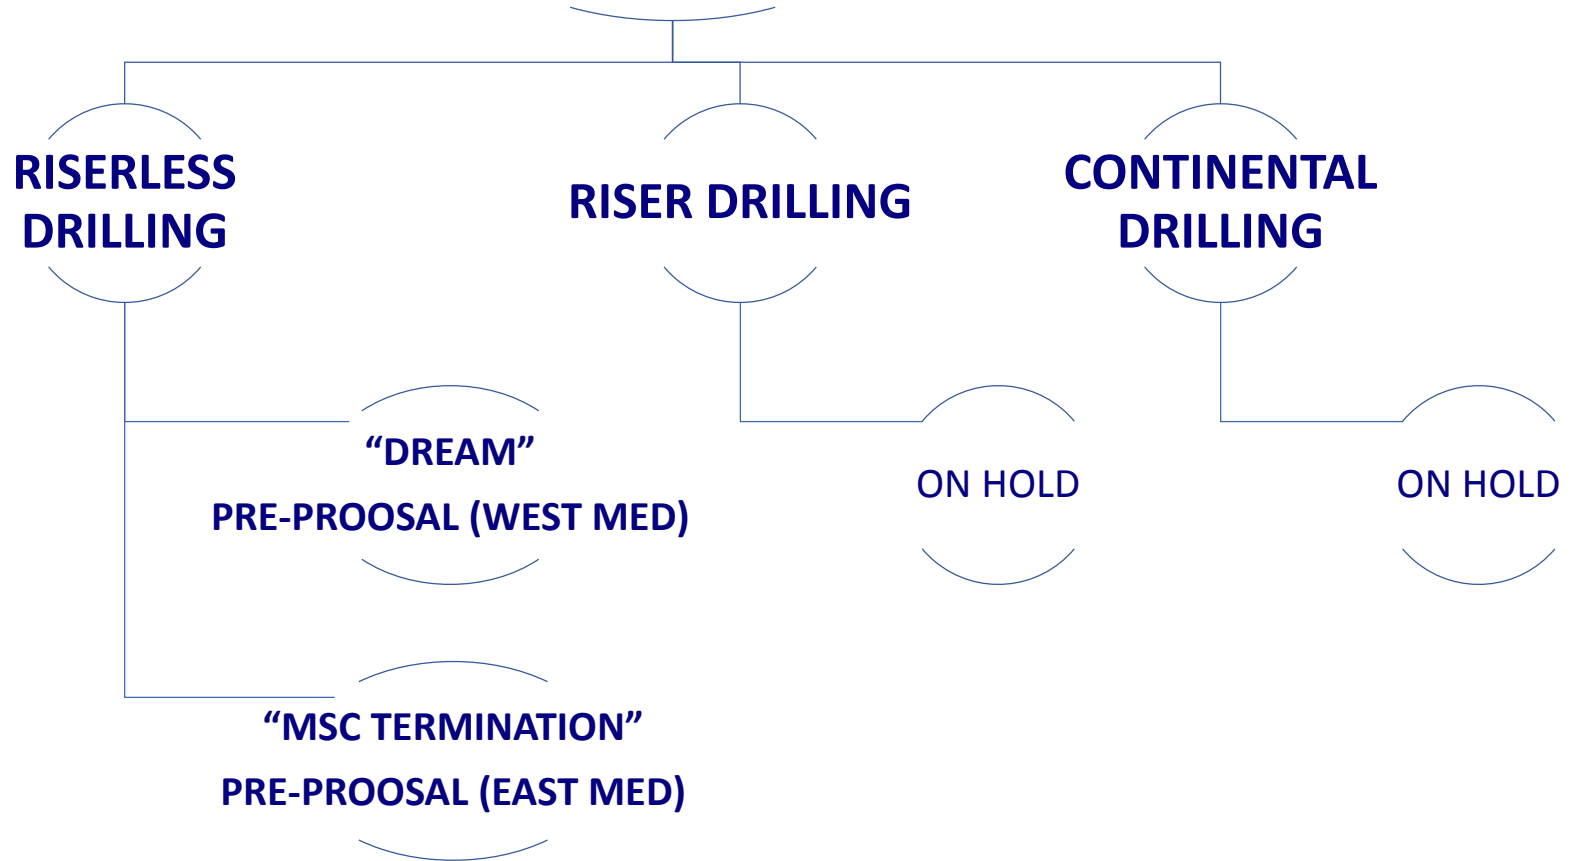 RISERLESS
DRILLING
RISER DRILLING
CONTINENTAL
DRILLING
“DREAM”
PRE-PROOSAL (WEST MED)
ON HOLD
ON HOLD
“MSC TERMINATION”
PRE-PROOSAL (EAST MED)